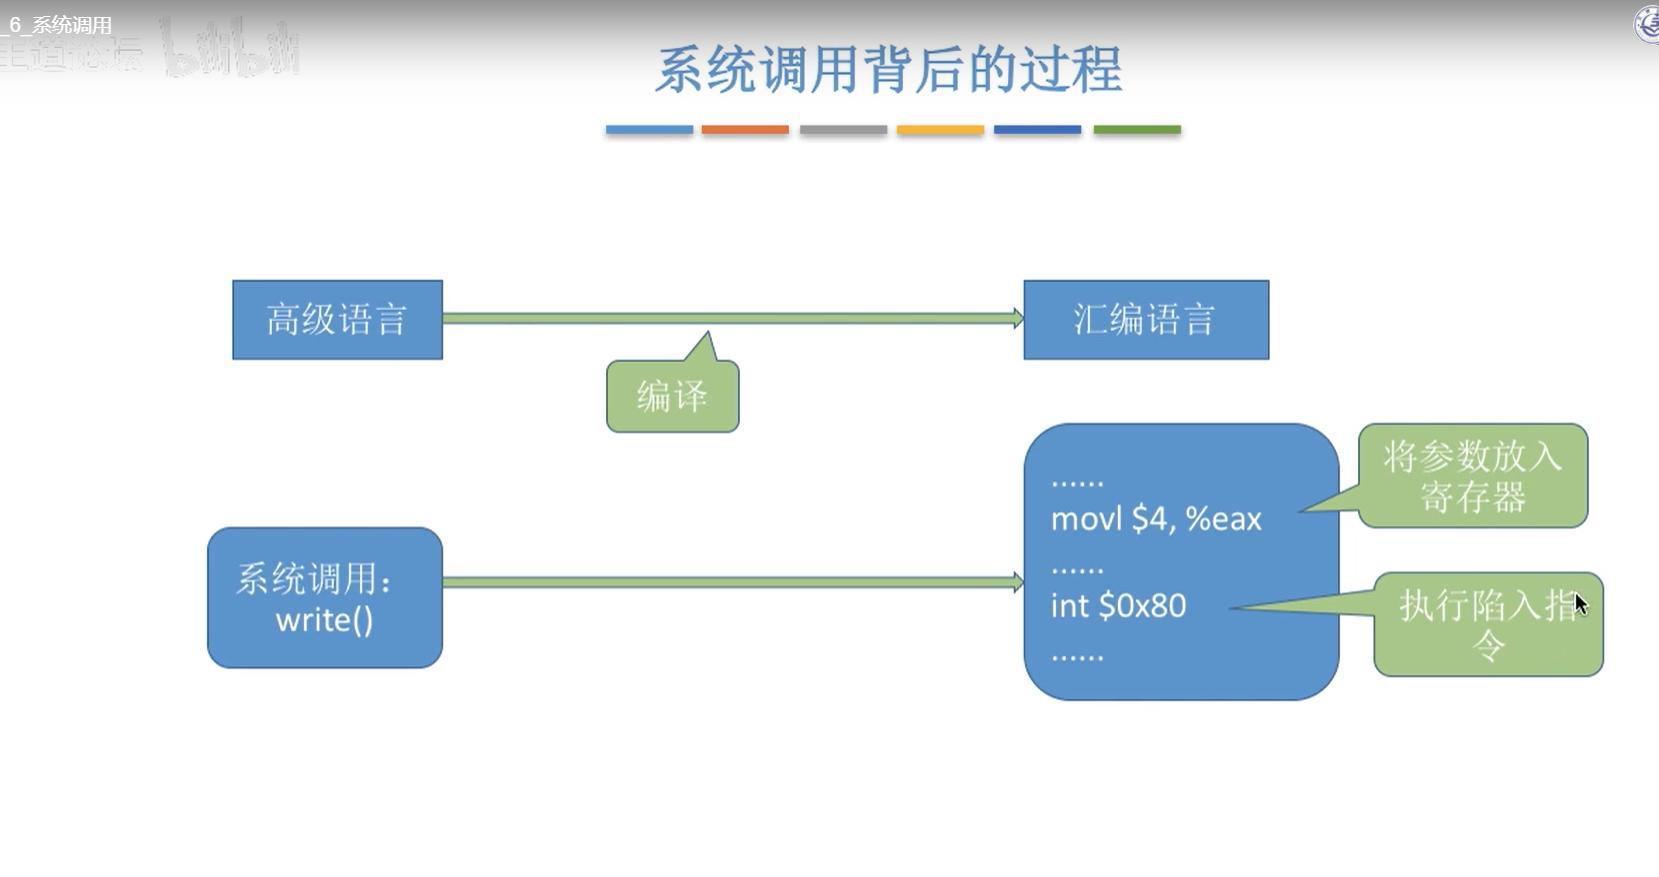 _6_系统调用
王道论坛 bilibili
系统调用背后的过程
高级语言
汇编语言
编译
系统调用：
write()
......
movl $4, %eax
......
int $0x80
......
将参数放入
寄存器
执行陷入指
令